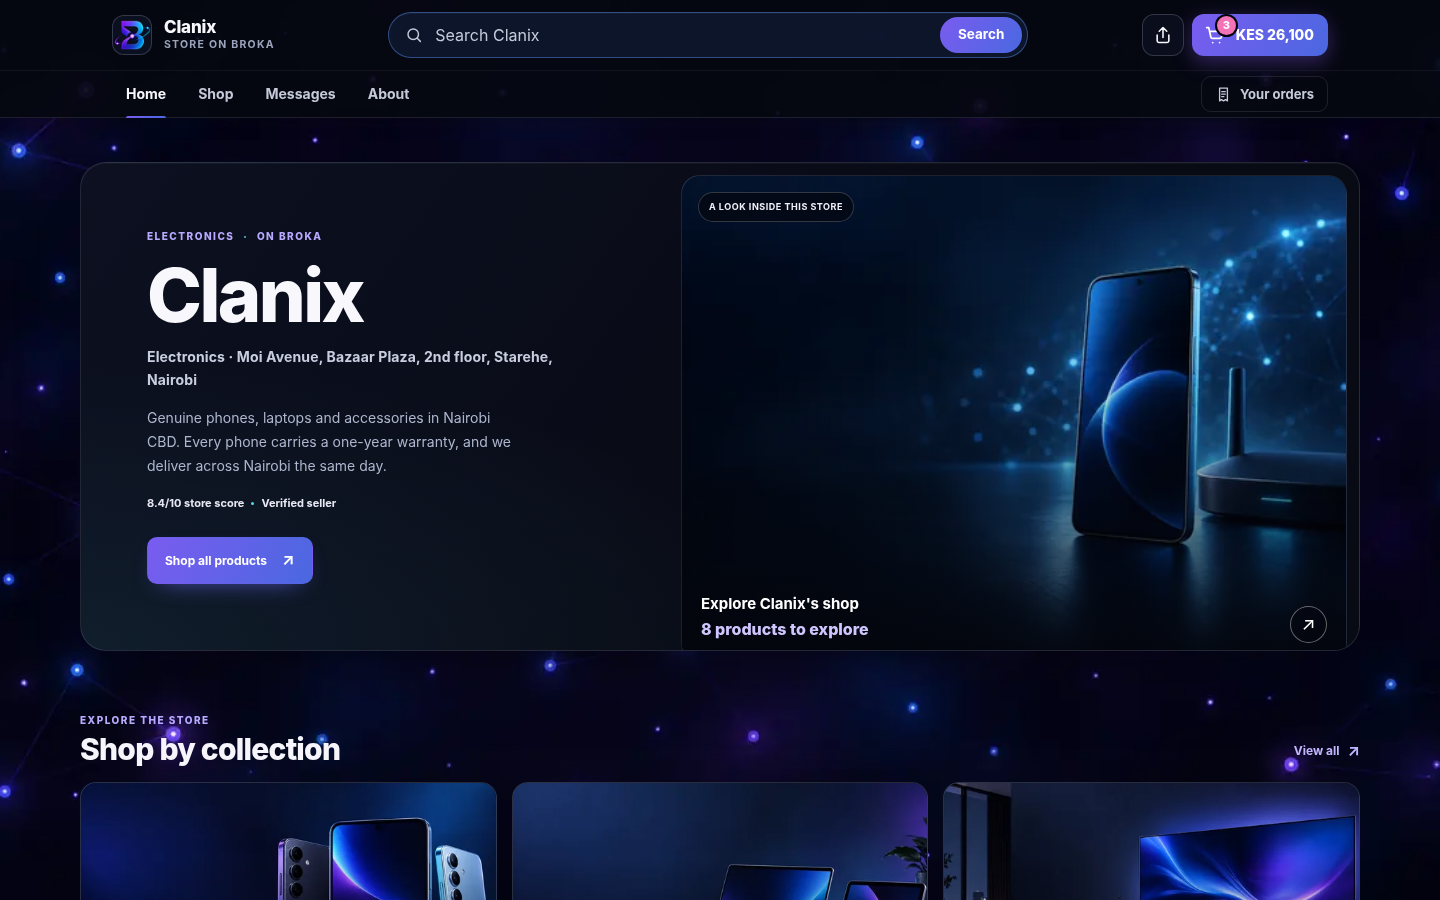 Clanix
STORE ON BROKA
Search Clanix
Search
3
KES 26,100
Home
Shop
Messages
About
Your orders
ELECTRONICS · ON BROKA
Clanix
Electronics · Moi Avenue, Bazaar Plaza, 2nd floor, Starehe,
Nairobi
Genuine phones, laptops and accessories in Nairobi
CBD. Every phone carries a one-year warranty, and we
deliver across Nairobi the same day.
8.4/10 store score • Verified seller
Shop all products
A LOOK INSIDE THIS STORE
Explore Clanix's shop
8 products to explore
EXPLORE THE STORE
Shop by collection
View all